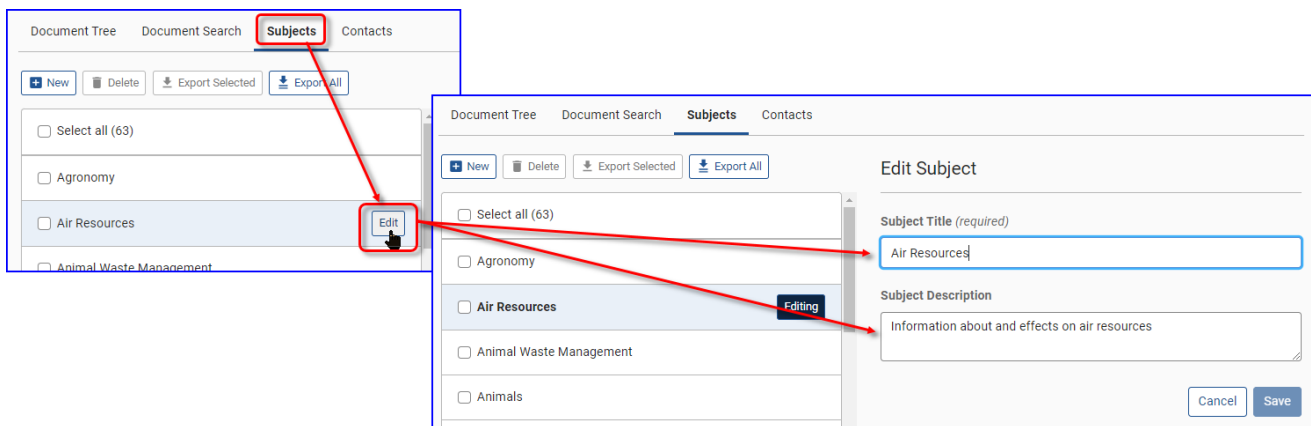 Document Tree Document Search Subjects Contacts
New Delete Export Selected Export All
Select all (63)
Agronomy
Air Resources Edit
Animal Waste Management
Document Tree Document Search Subjects Contacts
New Delete Export Selected Export All
Select all (63)
Agronomy
Air Resources Editing
Animal Waste Management
Animals
Edit Subject
Subject Title (required)
Air Resources
Subject Description
Information about and effects on air resources
Cancel Save